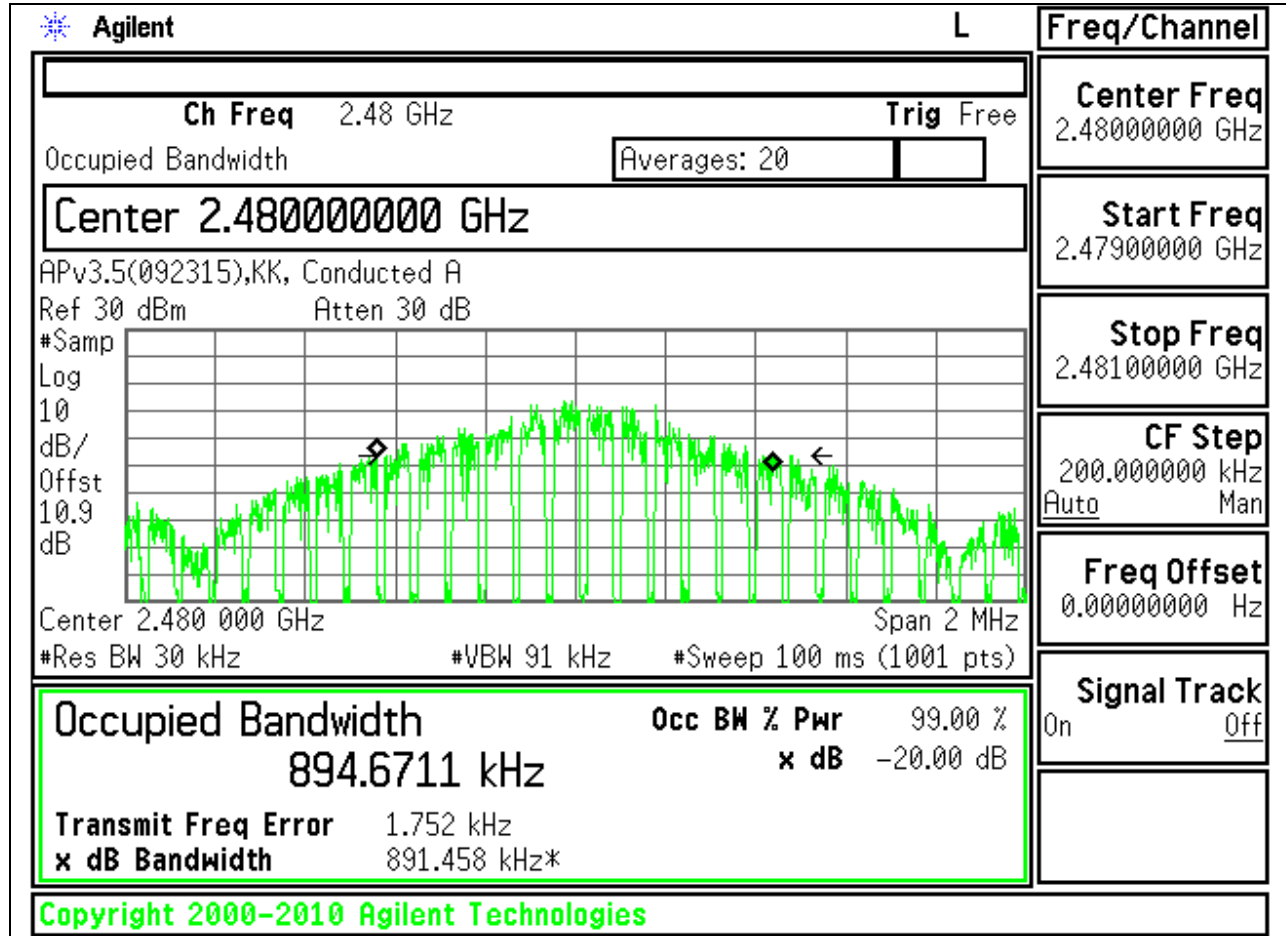 Agilent L
Ch Freq 2.48 GHz Trig Free
Occupied Bandwidth Averages: 20
Center 2.480000000 GHz
APv3.5(092315),KK, Conducted A
Ref 30 dBm Atten 30 dB
#Samp
Log
10
dB/
Offst
10.9
dB
Center 2.480 000 GHz Span 2 MHz
#Res BW 30 kHz #VBW 91 kHz #Sweep 100 ms (1001 pts)
Occupied Bandwidth Occ BW % Pwr 99.00 %
894.6711 kHz x dB -20.00 dB
Transmit Freq Error 1.752 kHz
x dB Bandwidth 891.458 kHz*
Copyright 2000-2010 Agilent Technologies
Freq/Channel
Center Freq
2.48000000 GHz
Start Freq
2.47900000 GHz
Stop Freq
2.48100000 GHz
CF Step
200.000000 kHz
Auto Man
Freq Offset
0.00000000 Hz
Signal Track
On Off